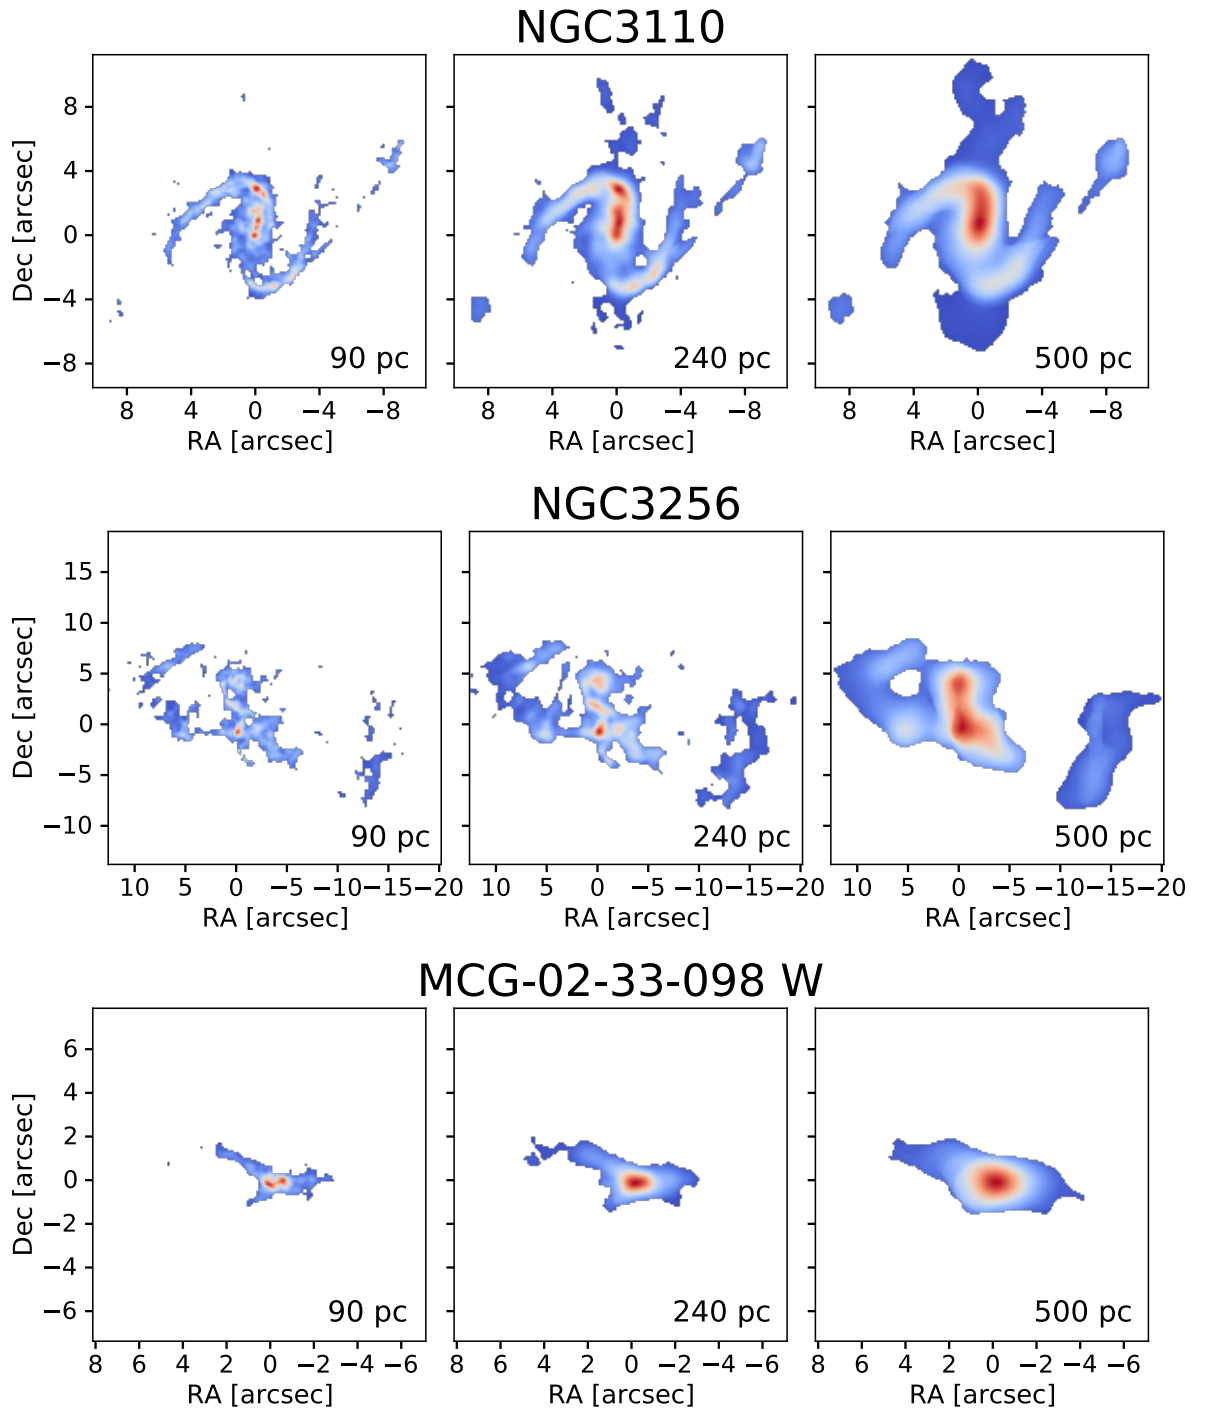 NGC3110
Dec [arcsec]
8
4
0
−4
−8
90 pc
240 pc
500 pc
8 4 0 −4 −8
8 4 0 −4 −8
8 4 0 −4 −8
RA [arcsec]
RA [arcsec]
RA [arcsec]
NGC3256
Dec [arcsec]
15
10
5
0
−5
−10
90 pc
240 pc
500 pc
10 5 0 −5 −10 −15 −20
10 5 0 −5 −10 −15 −20
10 5 0 −5 −10 −15 −20
RA [arcsec]
RA [arcsec]
RA [arcsec]
MCG-02-33-098 W
Dec [arcsec]
6
4
2
0
−2
−4
−6
90 pc
240 pc
500 pc
8 6 4 2 0 −2 −4 −6
8 6 4 2 0 −2 −4 −6
8 6 4 2 0 −2 −4 −6
RA [arcsec]
RA [arcsec]
RA [arcsec]